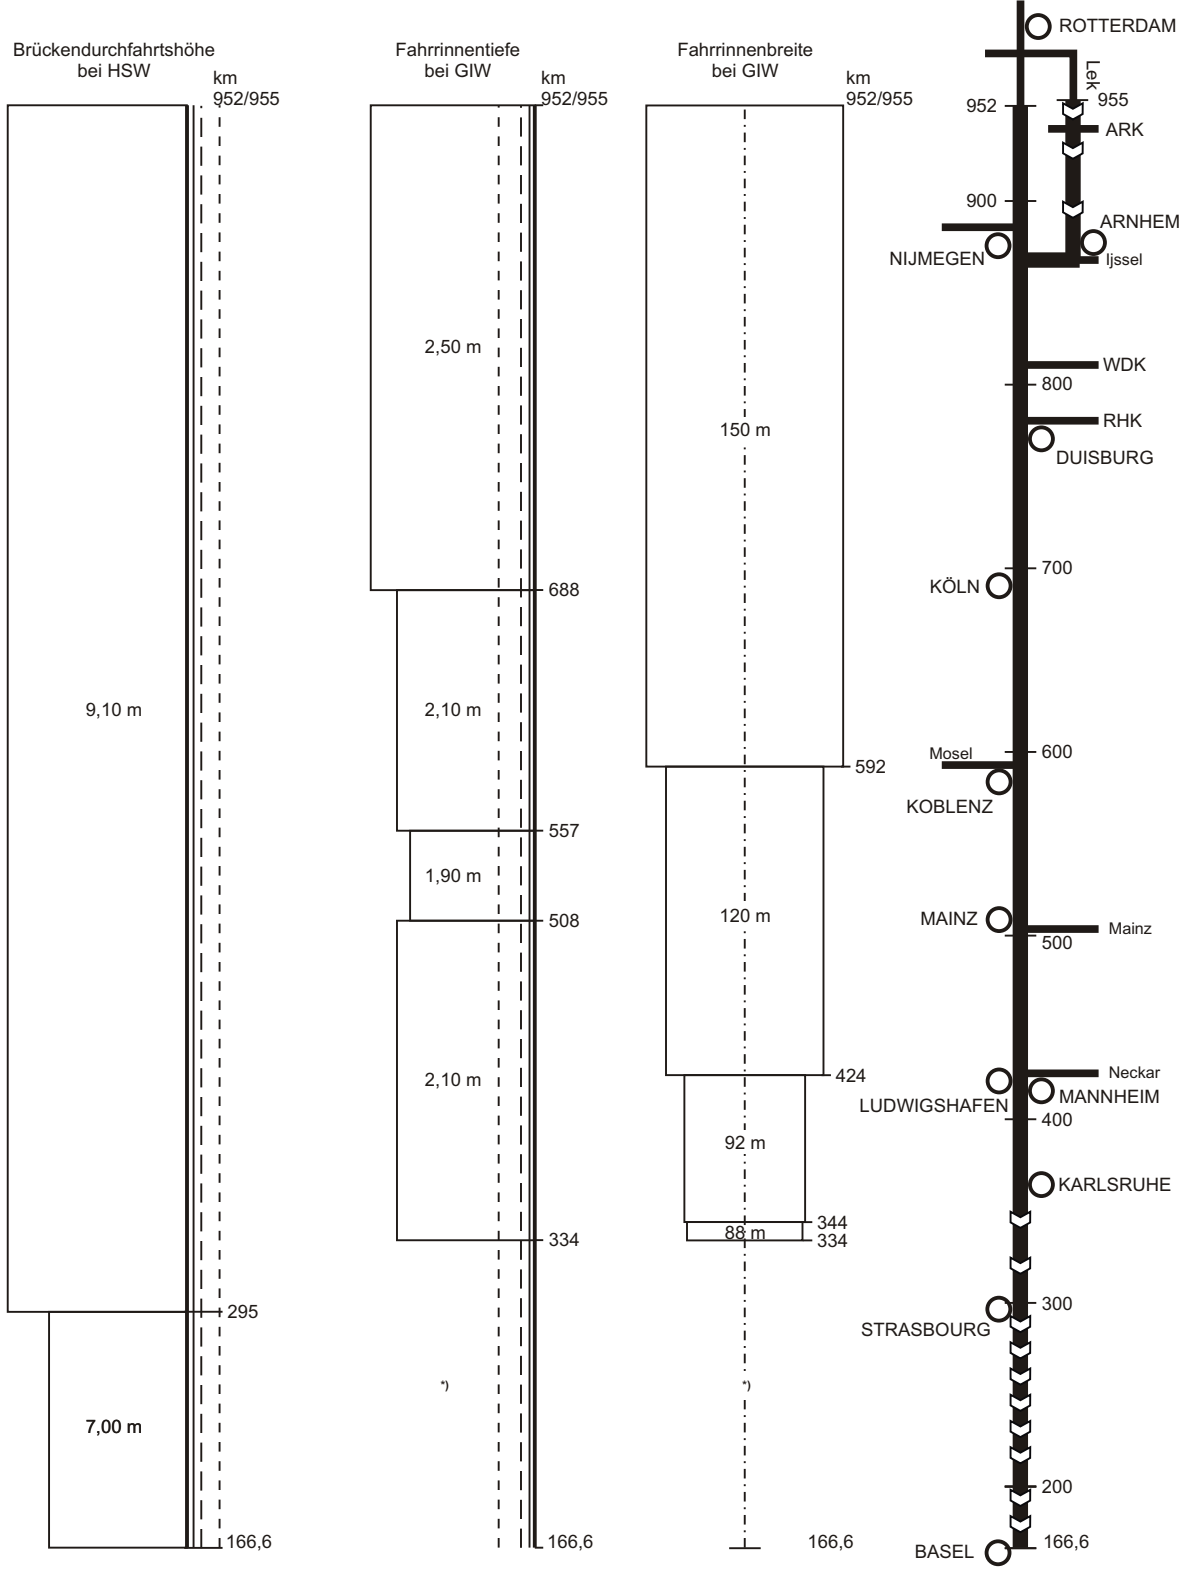 Brückendurchfahrtshöhe
bei HSW
km
952/955
9,10 m
295
7,00 m
166,6
Fahrrinnentiefe
bei GIW
km
952/955
2,50 m
688
2,10 m
557
1,90 m
508
2,10 m
334
*)
166,6
Fahrrinnenbreite
bei GIW
km
952/955
150 m
592
120 m
424
92 m
344
88 m
334
*)
166,6
ROTTERDAM
Lek
952
955
ARK
900
ARNHEM
NIJMEGEN
Ijssel
WDK
800
RHK
DUISBURG
700
KÖLN
600
Mosel
KOBLENZ
MAINZ
Mainz
500
Neckar
LUDWIGSHAFEN
MANNHEIM
400
KARLSRUHE
300
STRASBOURG
200
BASEL
166,6